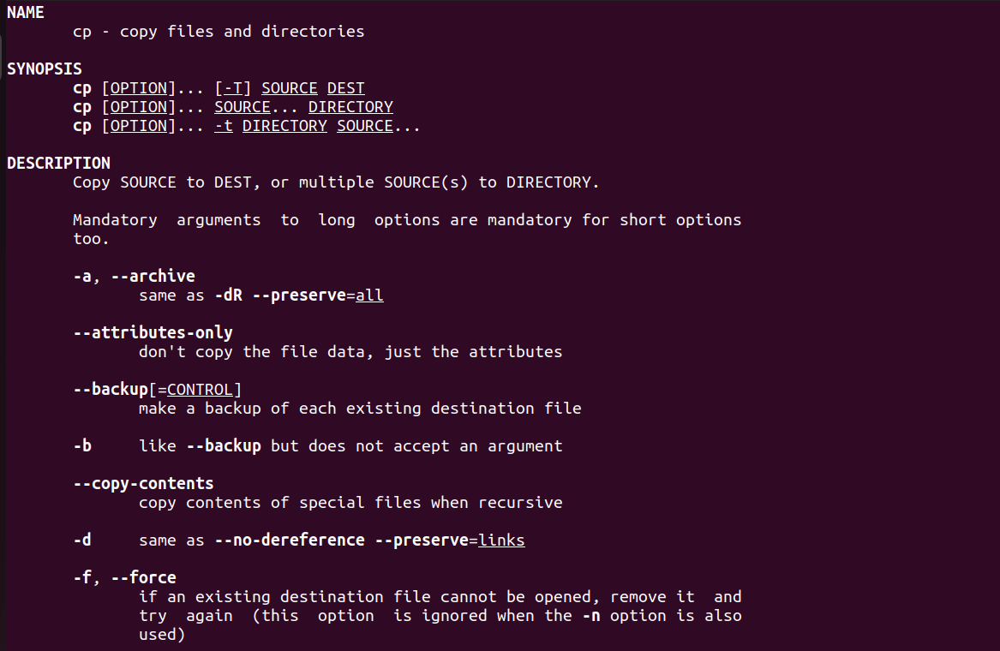 NAME
cp - copy files and directories
SYNOPSIS
cp [OPTION]... [-T] SOURCE DEST
cp [OPTION]... SOURCE... DIRECTORY
cp [OPTION]... -t DIRECTORY SOURCE...
DESCRIPTION
Copy SOURCE to DEST, or multiple SOURCE(s) to DIRECTORY.
Mandatory arguments to long options are mandatory for short options
too.
-a, --archive
same as -dR --preserve=all
--attributes-only
don't copy the file data, just the attributes
--backup[=CONTROL]
make a backup of each existing destination file
-b like --backup but does not accept an argument
--copy-contents
copy contents of special files when recursive
-d same as --no-dereference --preserve=links
-f, --force
if an existing destination file cannot be opened, remove it and
try again (this option is ignored when the -n option is also
used)